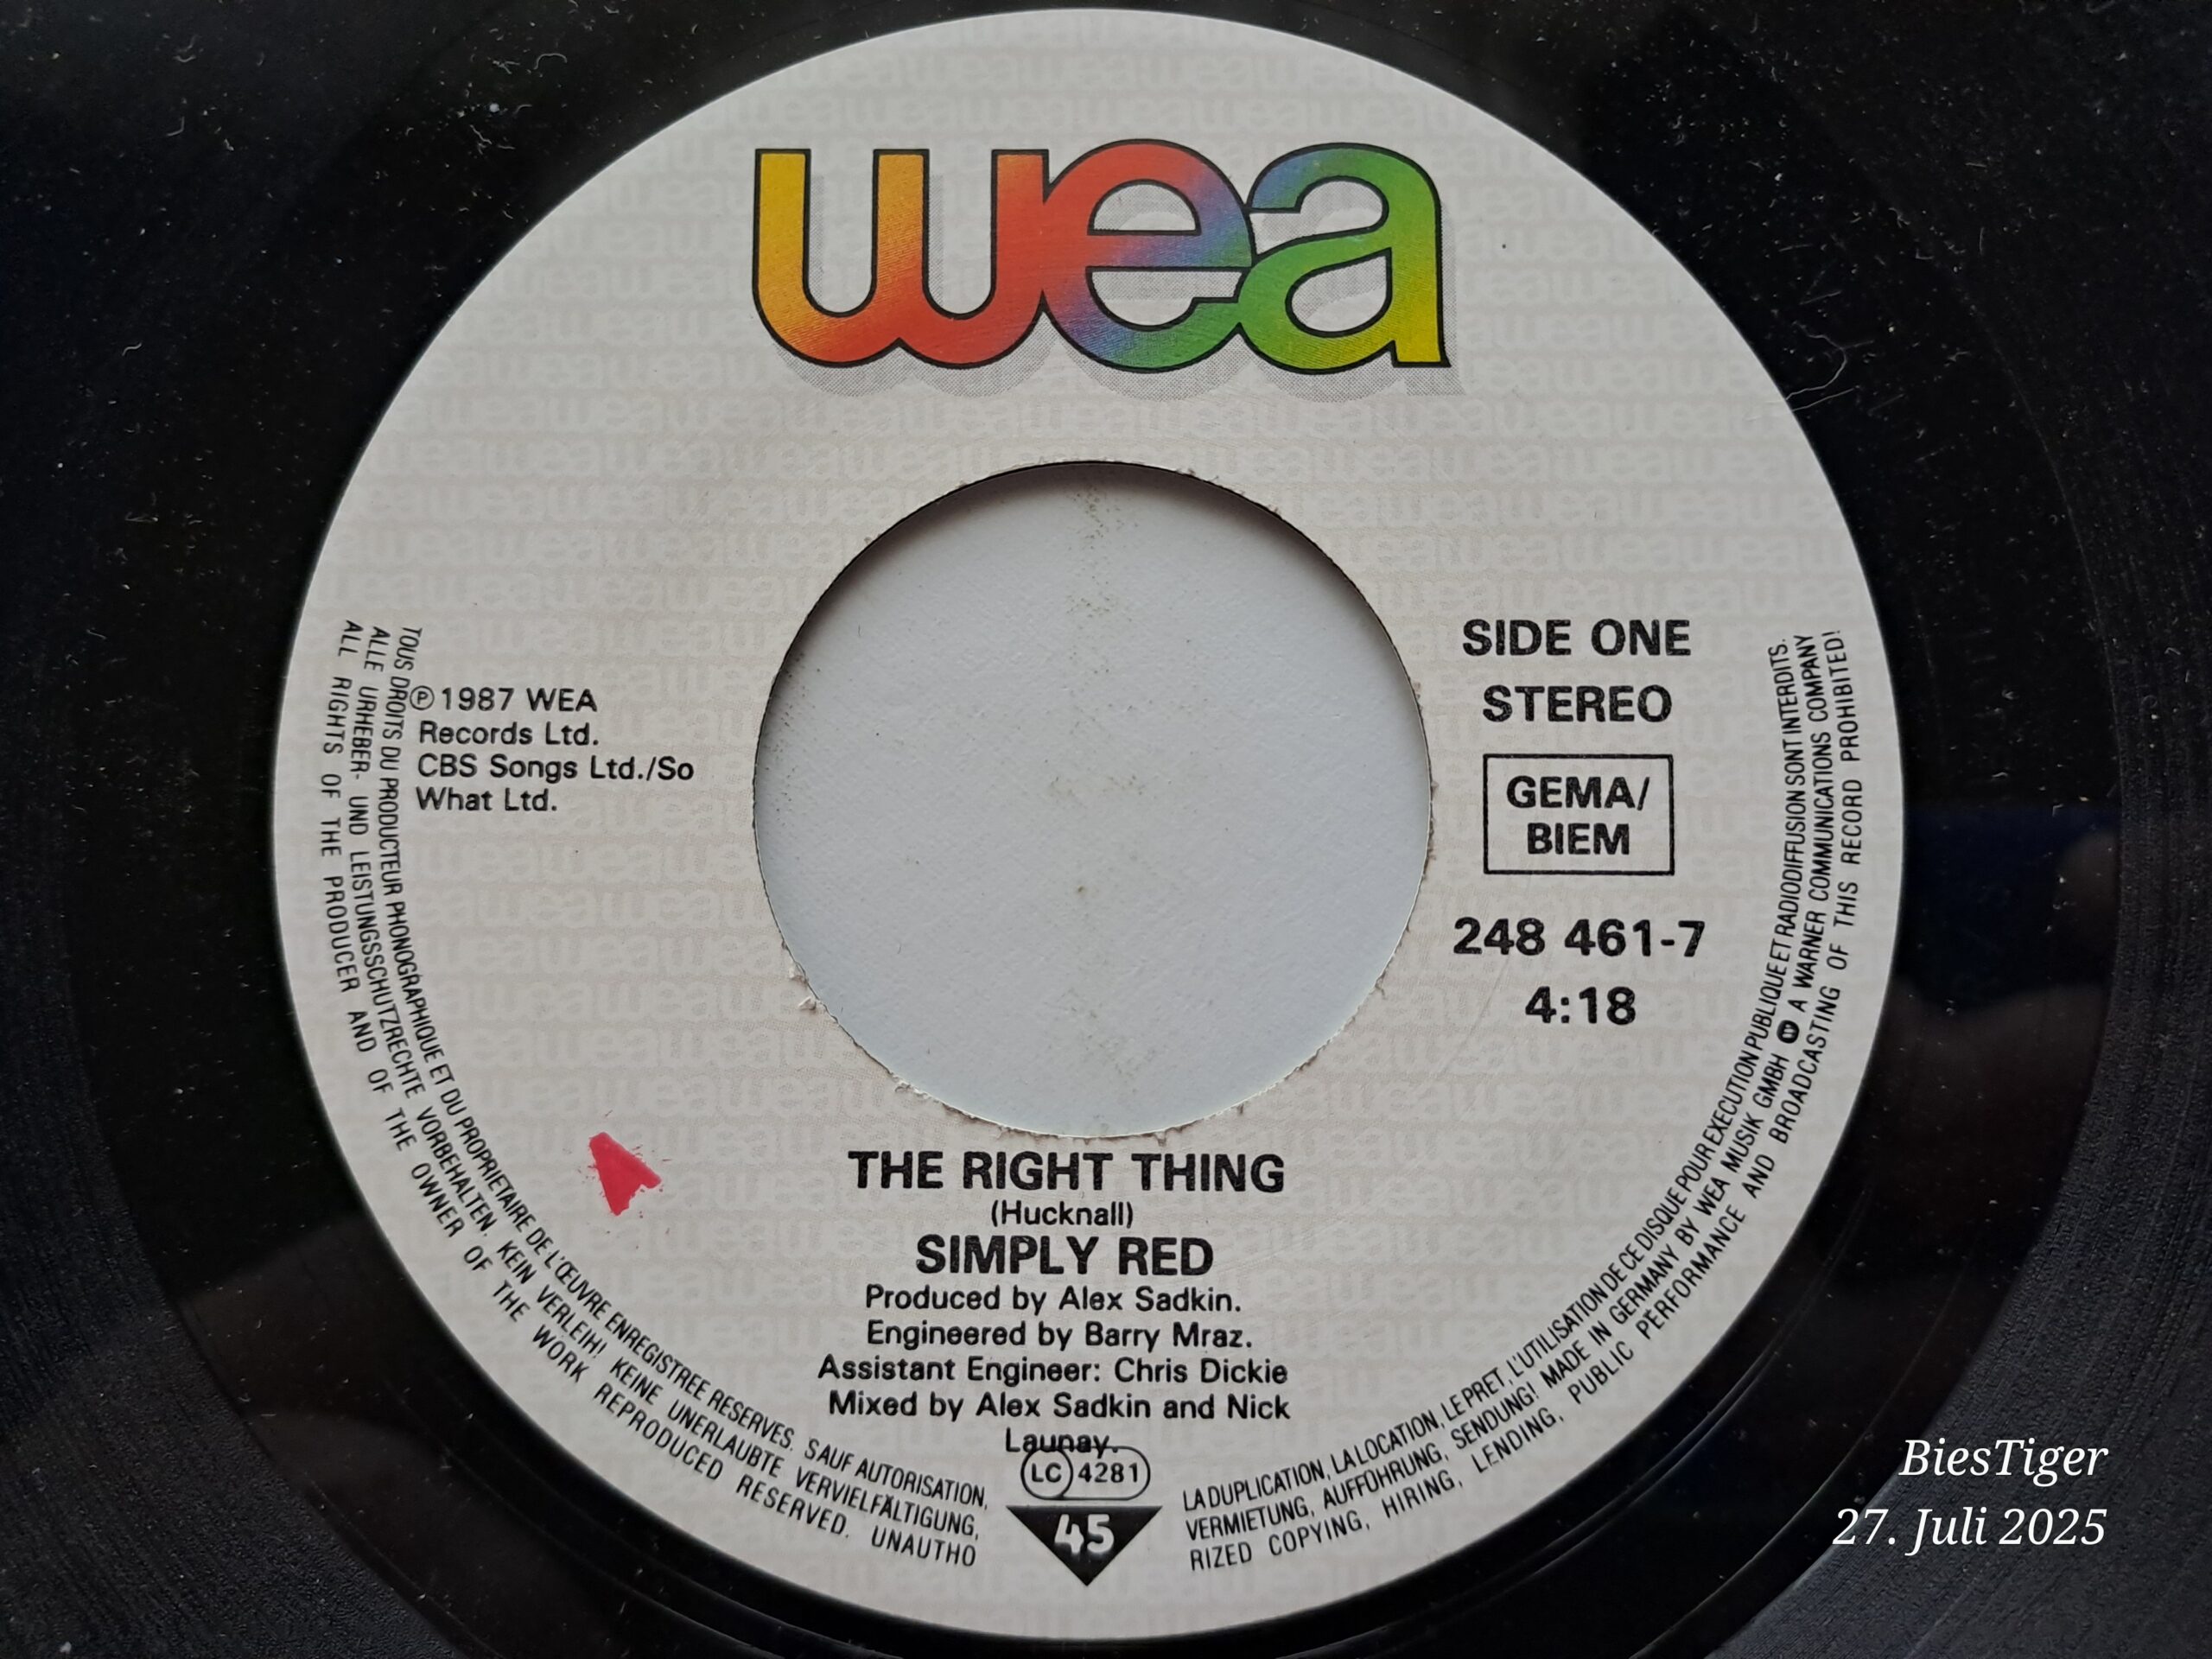 wea
SIDE ONE
STEREO
GEMA/
BIEM
248 461-7
4:18
℗1987 WEA
Records Ltd.
CBS Songs Ltd./So
What Ltd.
THE RIGHT THING
(Hucknall)
SIMPLY RED
Produced by Alex Sadkin.
Engineered by Barry Mraz.
Assistant Engineer: Chris Dickie
Mixed by Alex Sadkin and Nick
Launay.
LC 4281
45
TOUS DROITS DU PRODUCTEUR PHONOGRAPHIQUE ET DU PROPRIETAIRE DE L'ŒUVRE ENREGISTREE RESERVES. SAUF AUTORISATION, LA DUPLICATION, LA LOCATION, LE PRET, L'UTILISATION DE CE DISQUE POUR EXECUTION PUBLIQUE ET RADIODIFFUSION SONT INTERDITS.
ALLE URHEBER- UND LEISTUNGSSCHUTZRECHTE VORBEHALTEN. KEIN VERLEIH! KEINE UNERLAUBTE VERVIELFÄLTIGUNG, VERMIETUNG, AUFFÜHRUNG, SENDUNG! MADE IN GERMANY BY WEA MUSIK GMBH A WARNER COMMUNICATIONS COMPANY
ALL RIGHTS OF THE PRODUCER AND OF THE OWNER OF THE WORK REPRODUCED RESERVED. UNAUTHORIZED COPYING, HIRING, LENDING, PUBLIC PERFORMANCE AND BROADCASTING OF THIS RECORD PROHIBITED!
BiesTiger
27. Juli 2025